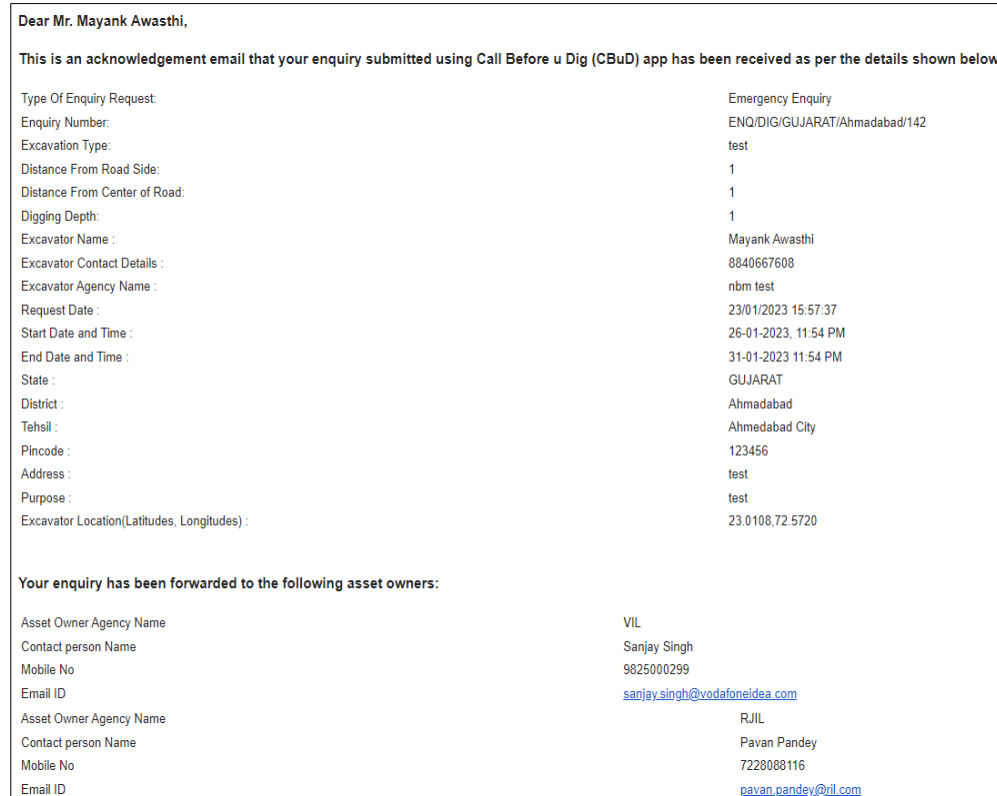 Dear Mr. Mayank Awasthi,
This is an acknowledgement email that your enquiry submitted using Call Before u Dig (CBuD) app has been received as per the details shown below
Type Of Enquiry Request: Emergency Enquiry
Enquiry Number: ENQ/DIG/GUJARAT/Ahmadabad/142
Excavation Type: test
Distance From Road Side: 1
Distance From Center of Road: 1
Digging Depth: 1
Excavator Name : Mayank Awasthi
Excavator Contact Details : 8840667608
Excavator Agency Name : nbm test
Request Date : 23/01/2023 15:57:37
Start Date and Time : 26-01-2023, 11:54 PM
End Date and Time : 31-01-2023 11:54 PM
State : GUJARAT
District : Ahmadabad
Tehsil : Ahmedabad City
Pincode : 123456
Address : test
Purpose : test
Excavator Location(Latitudes, Longitudes) : 23.0108,72.5720
Your enquiry has been forwarded to the following asset owners:
Asset Owner Agency Name VIL
Contact person Name Sanjay Singh
Mobile No 9825000299
Email ID sanjay.singh@vodafoneidea.com
Asset Owner Agency Name RJIL
Contact person Name Pavan Pandey
Mobile No 7228088116
Email ID pavan.pandey@ril.com